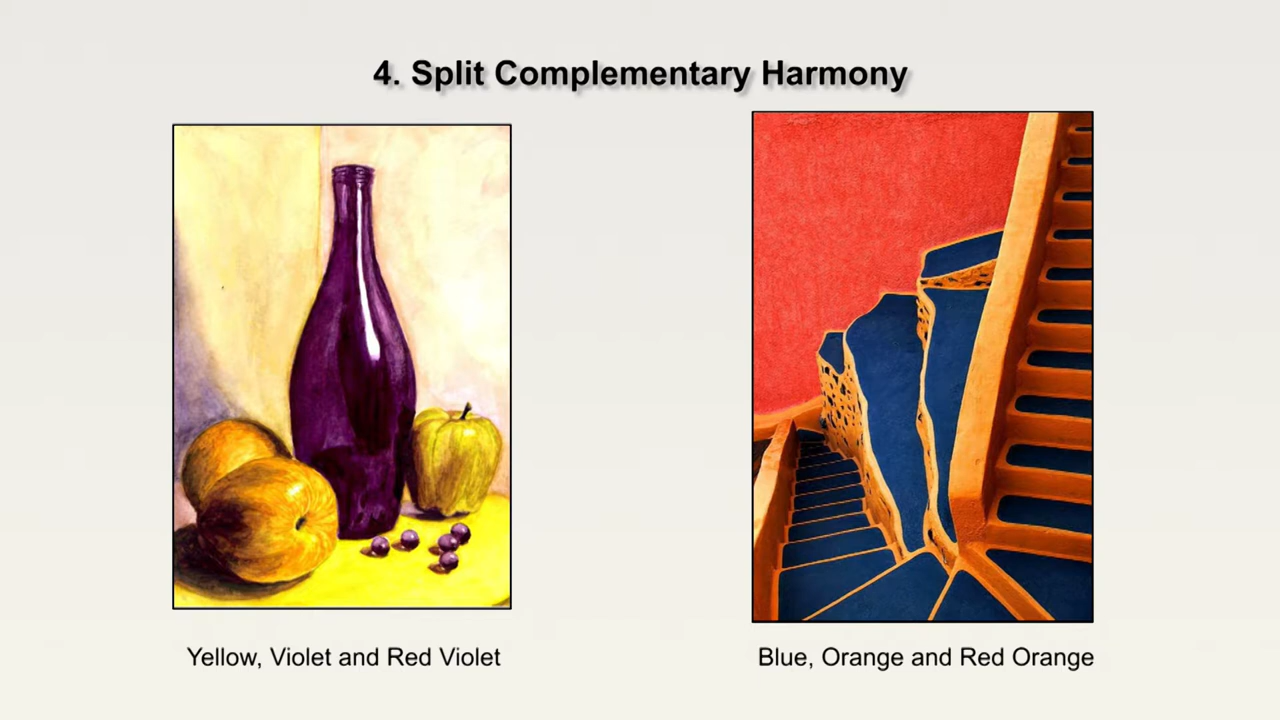 4. Split Complementary Harmony
Yellow, Violet and Red Violet
Blue, Orange and Red Orange